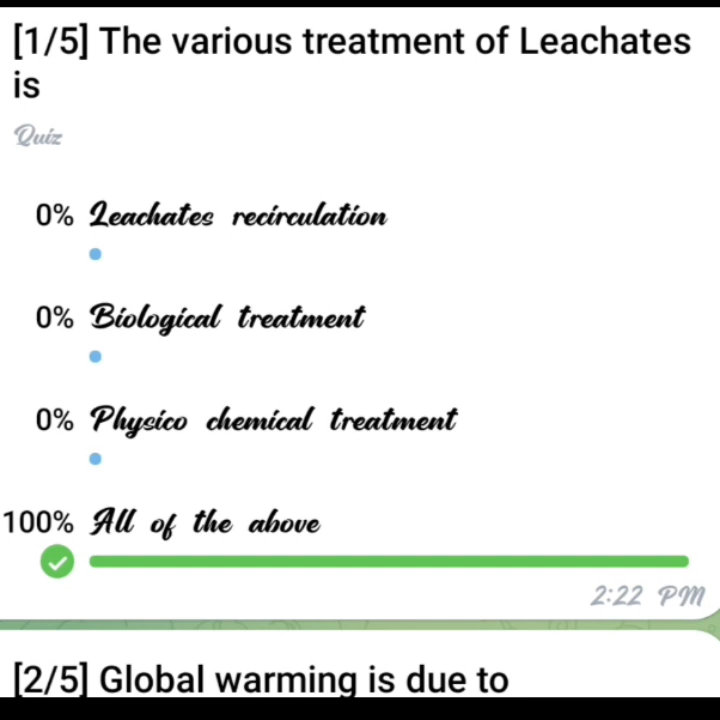 [1/5] The various treatment of Leachates
is
Quiz
0% Leachates recirculation
0% Biological treatment
0% Physico chemical treatment
100% All of the above
2:22 PM
[2/5] Global warming is due to